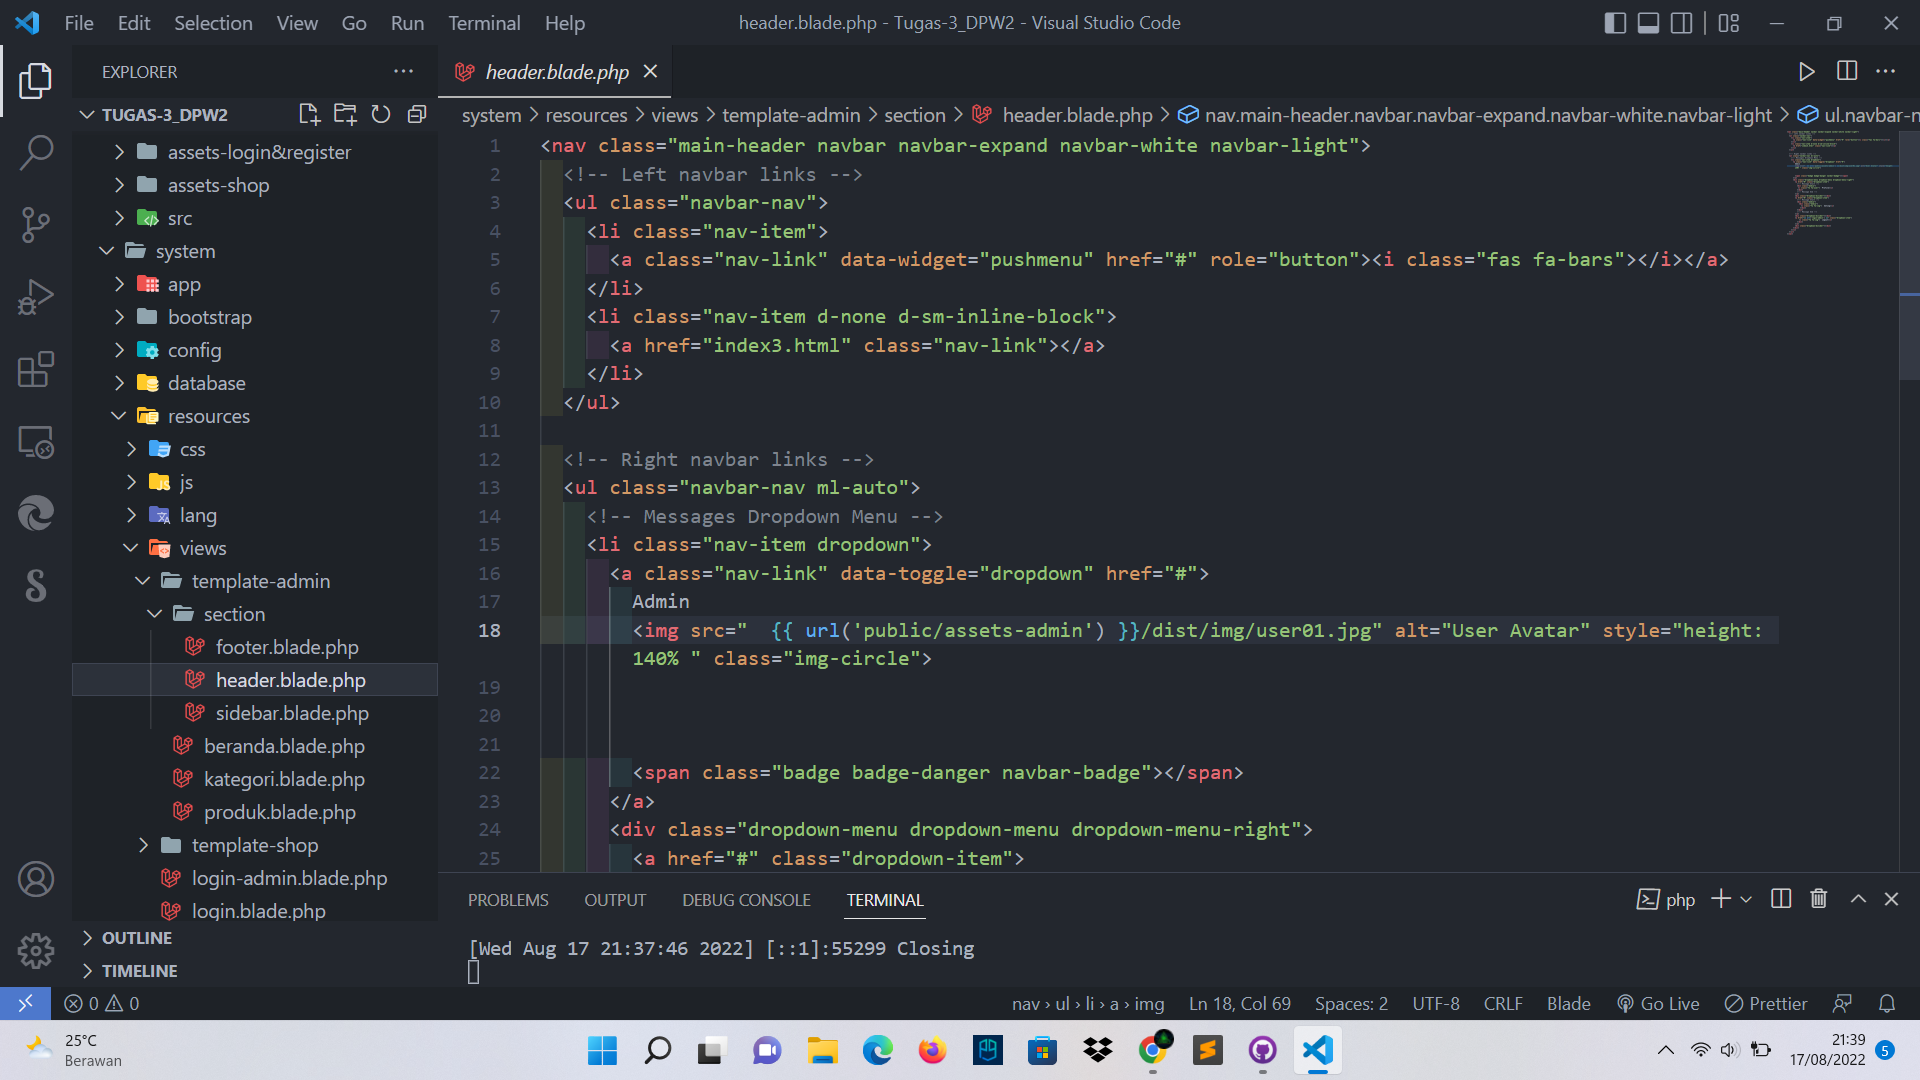 File Edit Selection View Go Run Terminal Help
header.blade.php - Tugas-3_DPW2 - Visual Studio Code
EXPLORER
TUGAS-3_DPW2
assets-login&register
assets-shop
src
system
app
bootstrap
config
database
resources
css
js
lang
views
template-admin
section
footer.blade.php
header.blade.php
sidebar.blade.php
beranda.blade.php
kategori.blade.php
produk.blade.php
template-shop
login-admin.blade.php
login.blade.php
OUTLINE
TIMELINE
header.blade.php
system > resources > views > template-admin > section > header.blade.php > nav.main-header.navbar.navbar-expand.navbar-white.navbar-light > ul.navbar-n
1 <nav class="main-header navbar navbar-expand navbar-white navbar-light">
2 <!-- Left navbar links -->
3 <ul class="navbar-nav">
4 <li class="nav-item">
5 <a class="nav-link" data-widget="pushmenu" href="#" role="button"><i class="fas fa-bars"></i></a>
6 </li>
7 <li class="nav-item d-none d-sm-inline-block">
8 <a href="index3.html" class="nav-link"></a>
9 </li>
10 </ul>
11
12 <!-- Right navbar links -->
13 <ul class="navbar-nav ml-auto">
14 <!-- Messages Dropdown Menu -->
15 <li class="nav-item dropdown">
16 <a class="nav-link" data-toggle="dropdown" href="#">
17 Admin
18 <img src="  {{ url('public/assets-admin') }}/dist/img/user01.jpg" alt="User Avatar" style="height:
140% " class="img-circle">
19
20
21
22 <span class="badge badge-danger navbar-badge"></span>
23 </a>
24 <div class="dropdown-menu dropdown-menu dropdown-menu-right">
25 <a href="#" class="dropdown-item">
PROBLEMS OUTPUT DEBUG CONSOLE TERMINAL
php
[Wed Aug 17 21:37:46 2022] [::1]:55299 Closing
0 0
nav › ul › li › a › img Ln 18, Col 69 Spaces: 2 UTF-8 CRLF Blade Go Live Prettier
25°C
Berawan
21:39
17/08/2022
5